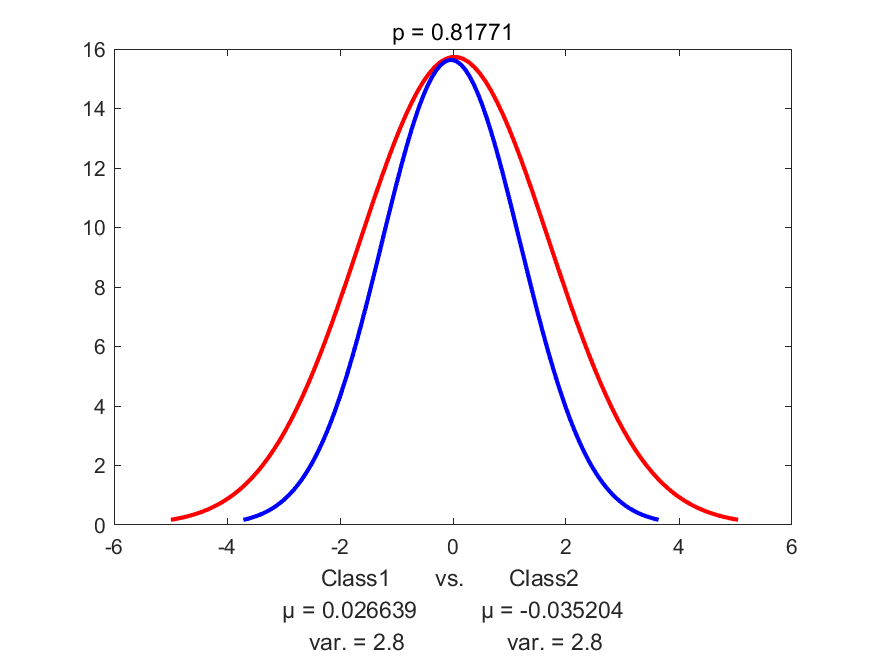 p = 0.81771
16
14
12
10
8
6
4
2
0
-6 -4 -2 0 2 4 6
Class1 vs. Class2
μ = 0.026639 μ = -0.035204
var. = 2.8 var. = 2.8